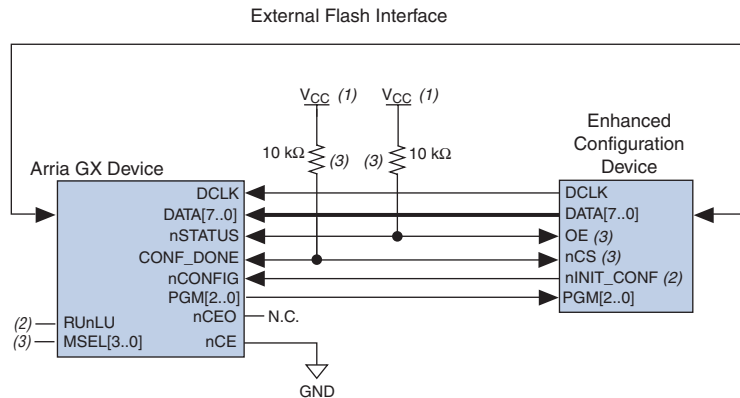 External Flash Interface
VCC (1)
VCC (1)
10 kΩ
(3)
(3)
10 kΩ
Enhanced
Configuration
Device
Arria GX Device
DCLK
DATA[7..0]
nSTATUS
CONF_DONE
nCONFIG
PGM[2..0]
nCEO
N.C.
nCE
(2)
RUnLU
(3)
MSEL[3..0]
GND
DCLK
DATA[7..0]
OE (3)
nCS (3)
nINIT_CONF (2)
PGM[2..0]